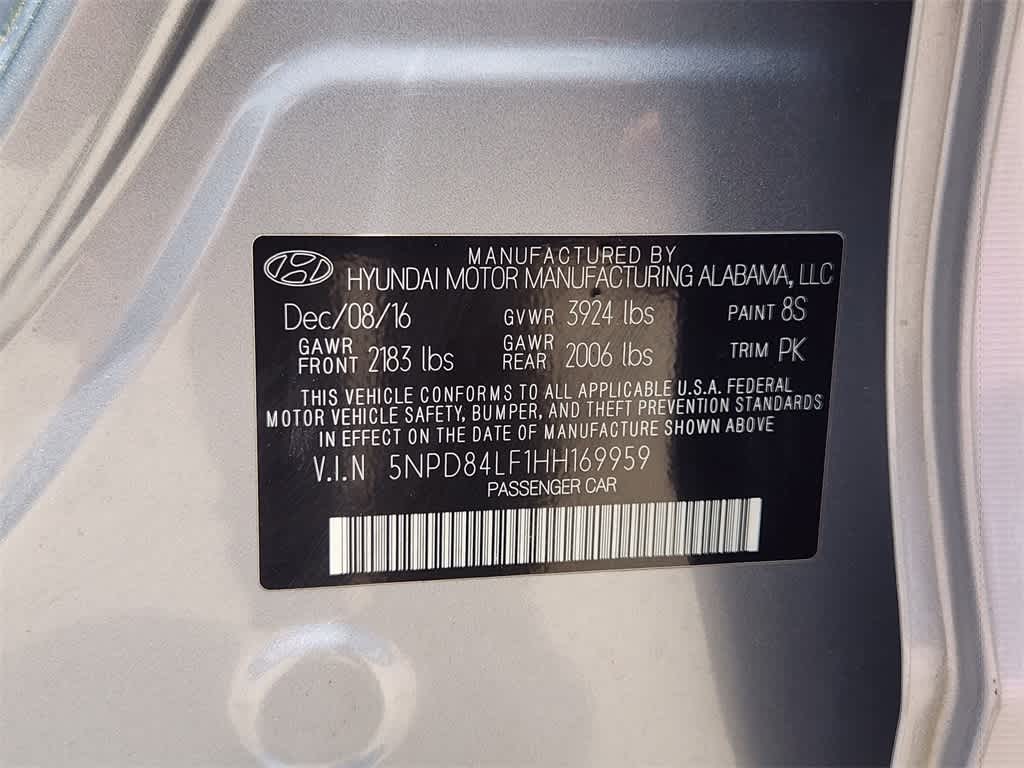 MANUFACTURED BY
HYUNDAI MOTOR MANUFACTURING ALABAMA, LLC
Dec/08/16 GVWR 3924 lbs PAINT 8S
GAWR FRONT 2183 lbs GAWR REAR 2006 lbs TRIM PK
THIS VEHICLE CONFORMS TO ALL APPLICABLE U.S.A. FEDERAL
MOTOR VEHICLE SAFETY, BUMPER, AND THEFT PREVENTION STANDARDS
IN EFFECT ON THE DATE OF MANUFACTURE SHOWN ABOVE
V.I.N 5NPD84LF1HH169959
PASSENGER CAR